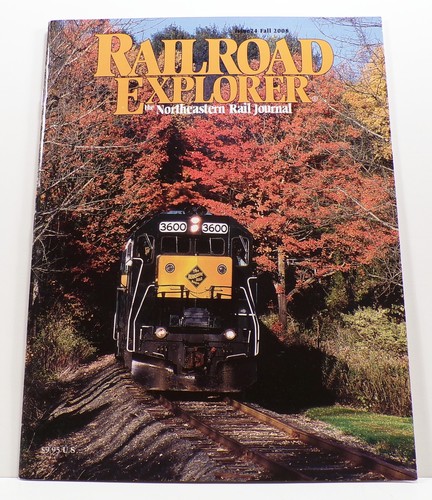 Issue 24 Fall 2008
RAILROAD
EXPLORER
the Northeastern Rail Journal
3600 3600
$9.95 U.S.